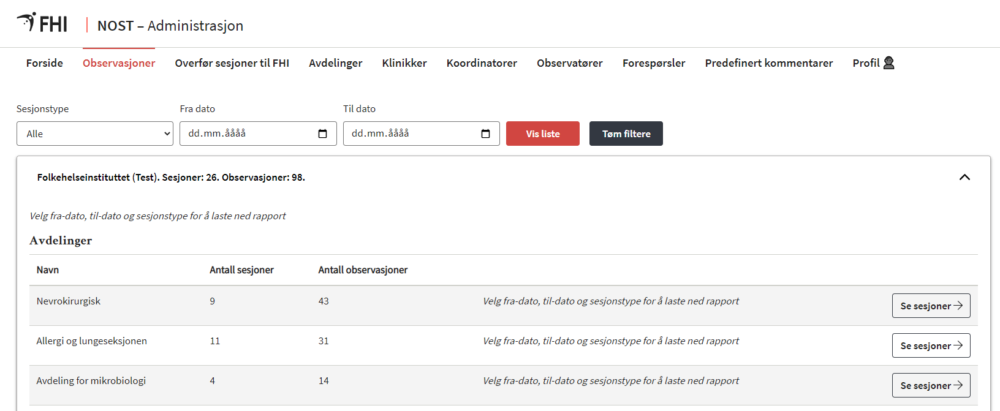 FHI
NOST – Administrasjon
Forside Observasjoner Overfør sesjoner til FHI Avdelinger Klinikker Koordinatorer Observatører Forespørsler Predefinert kommentarer Profil
Sesjonstype Fra dato Til dato
Alle dd.mm.åååå dd.mm.åååå Vis liste Tøm filtere
Folkehelseinstituttet (Test). Sesjoner: 26. Observasjoner: 98.
Velg fra-dato, til-dato og sesjonstype for å laste ned rapport
Avdelinger
Navn Antall sesjoner Antall observasjoner
Nevrokirurgisk 9 43 Velg fra-dato, til-dato og sesjonstype for å laste ned rapport Se sesjoner
Allergi og lungeseksjonen 11 31 Velg fra-dato, til-dato og sesjonstype for å laste ned rapport Se sesjoner
Avdeling for mikrobiologi 4 14 Velg fra-dato, til-dato og sesjonstype for å laste ned rapport Se sesjoner